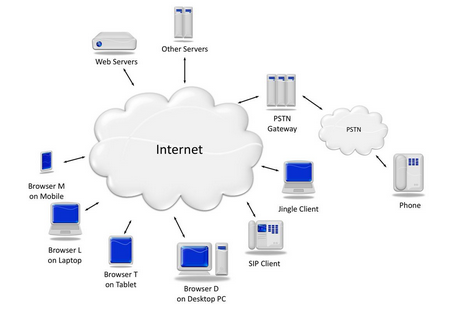 Other Servers
Web Servers
PSTN
Gateway
PSTN
Internet
Browser M
on Mobile
Phone
Jingle Client
Browser L
on Laptop
SIP Client
Browser T
on Tablet
Browser D
on Desktop PC